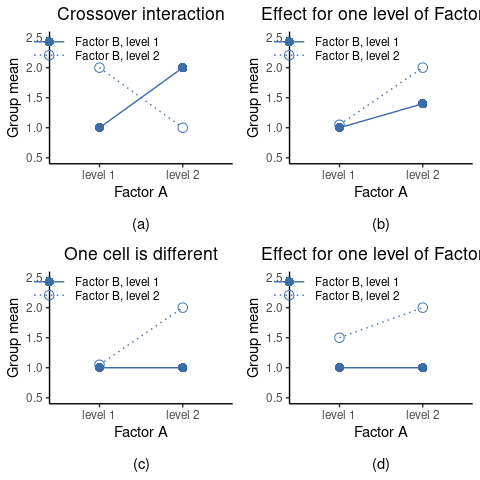 Crossover interaction
Effect for one level of Factor
2.5
Factor B, level 1
Factor B, level 2
2.0
1.5
1.0
0.5
Group mean
level 1 level 2
Factor A
(a)
2.5
Factor B, level 1
Factor B, level 2
2.0
1.5
1.0
0.5
Group mean
level 1 level 2
Factor A
(b)
One cell is different
Effect for one level of Factor
2.5
Factor B, level 1
Factor B, level 2
2.0
1.5
1.0
0.5
Group mean
level 1 level 2
Factor A
(c)
2.5
Factor B, level 1
Factor B, level 2
2.0
1.5
1.0
0.5
Group mean
level 1 level 2
Factor A
(d)